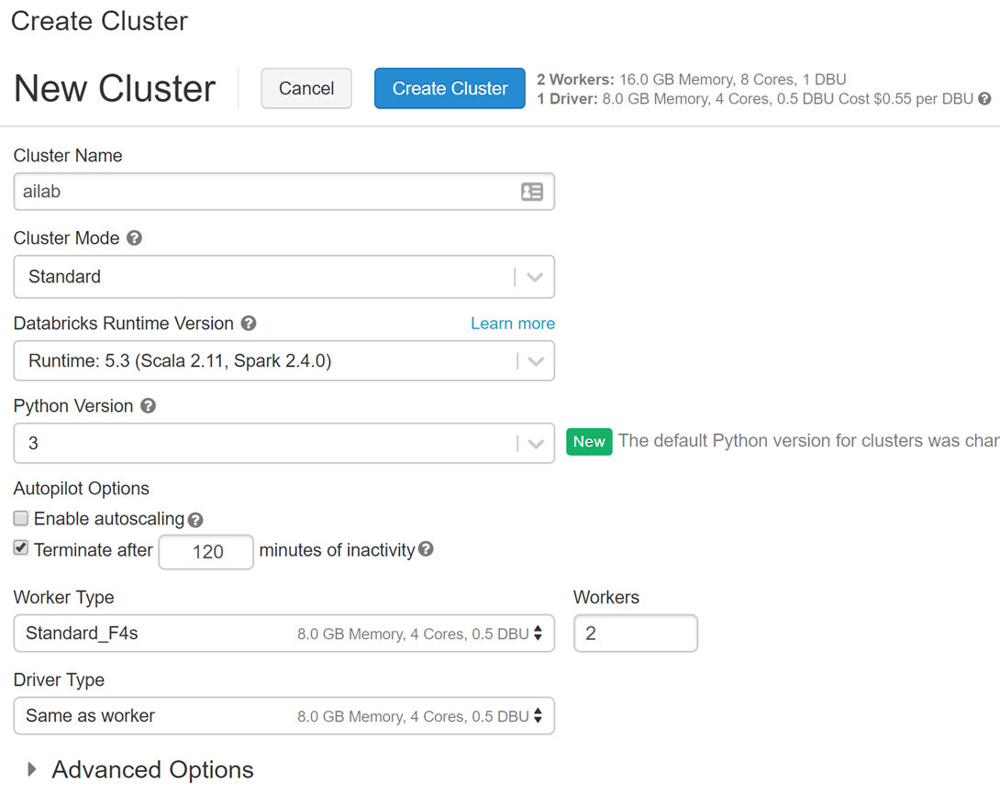 Create Cluster
New Cluster
Cancel
Create Cluster
2 Workers: 16.0 GB Memory, 8 Cores, 1 DBU
1 Driver: 8.0 GB Memory, 4 Cores, 0.5 DBU Cost $0.55 per DBU ?
Cluster Name
ailab
Cluster Mode ?
Standard
Databricks Runtime Version ? Learn more
Runtime: 5.3 (Scala 2.11, Spark 2.4.0)
Python Version ?
3
New The default Python version for clusters was
Autopilot Options
Enable autoscaling ?
Terminate after 120 minutes of inactivity ?
Worker Type Workers
Standard_F4s 8.0 GB Memory, 4 Cores, 0.5 DBU 2
Driver Type
Same as worker 8.0 GB Memory, 4 Cores, 0.5 DBU
Advanced Options